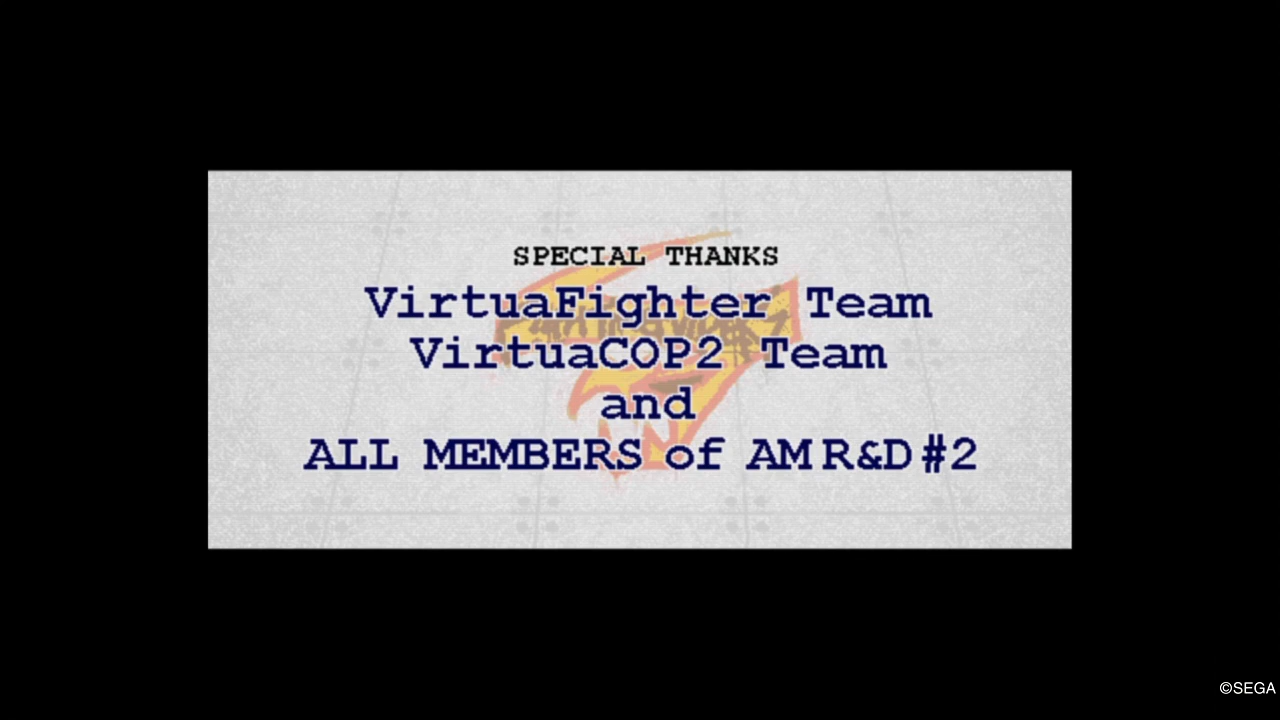 SPECIAL THANKS
VirtuaFighter Team
VirtuaCOP2 Team
and
ALL MEMBERS of AM R&D #2
©SEGA